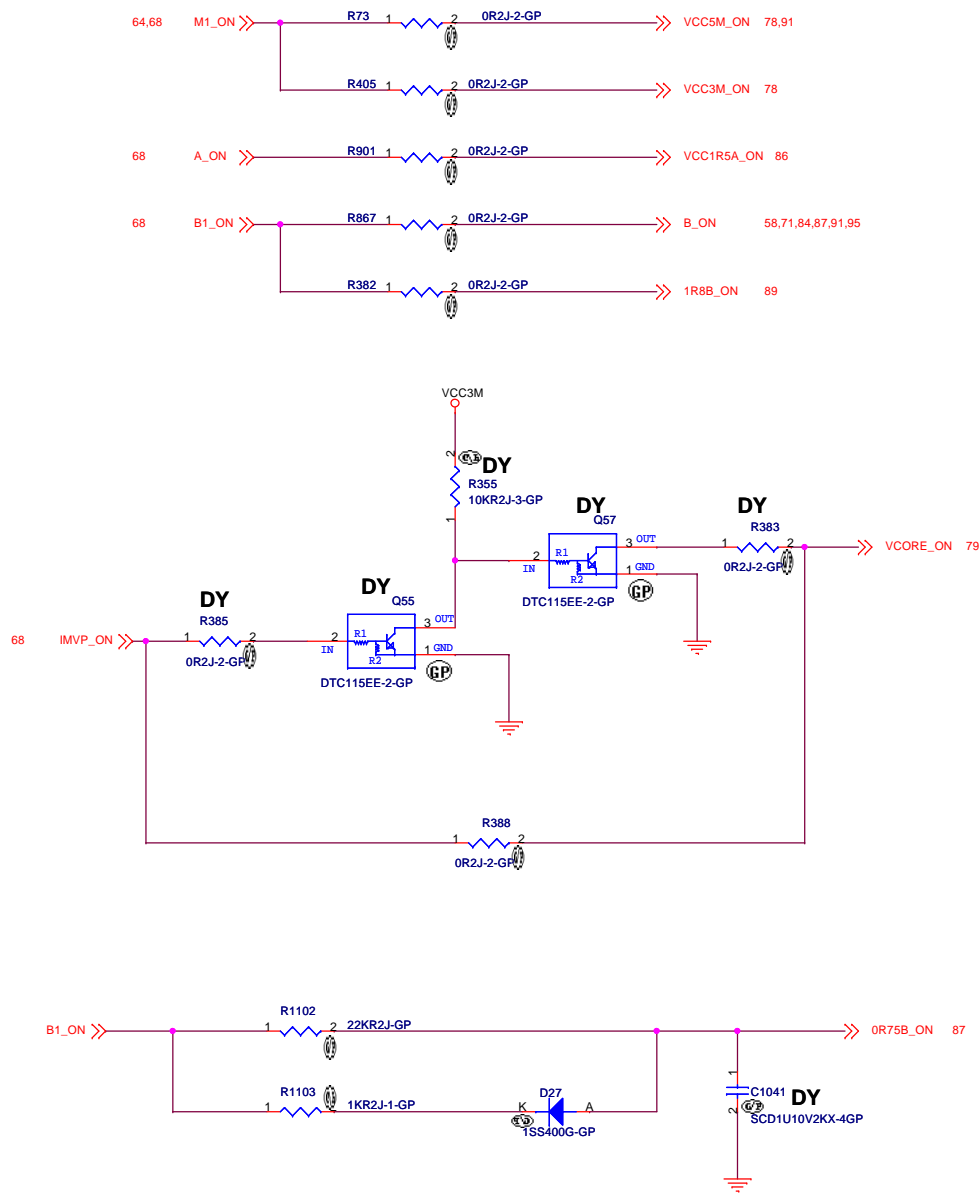 64,68 M1_ON R73 1 2 0R2J-2-GP VCC5M_ON 78,91
R405 1 2 0R2J-2-GP VCC3M_ON 78
68 A_ON R901 1 2 0R2J-2-GP VCC1R5A_ON 86
68 B1_ON R867 1 2 0R2J-2-GP B_ON 58,71,84,87,91,95
R382 1 2 0R2J-2-GP 1R8B_ON 89
VCC3M
2 DY
R355
10KR2J-3-GP
1
DY
Q57
2 IN R1 R2 3 OUT 1 GND
GP
DTC115EE-2-GP
DY
R383
1 2
0R2J-2-GP
VCORE_ON 79
68 IMVP_ON
DY
R385
1 2
0R2J-2-GP
DY
Q55
2 IN R1 R2 3 OUT 1 GND
GP
DTC115EE-2-GP
R388
1 2
0R2J-2-GP
B1_ON
R1102
1 2 22KR2J-GP
0R75B_ON 87
R1103
1 1KR2J-1-GP
D27
K A
1SS400G-GP
1
C1041 DY
2
SCD1U10V2KX-4GP